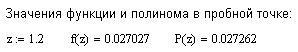 Значения функции и полинома в пробной точке:
z := 1.2 f(z) = 0.027027 P(z) = 0.027262